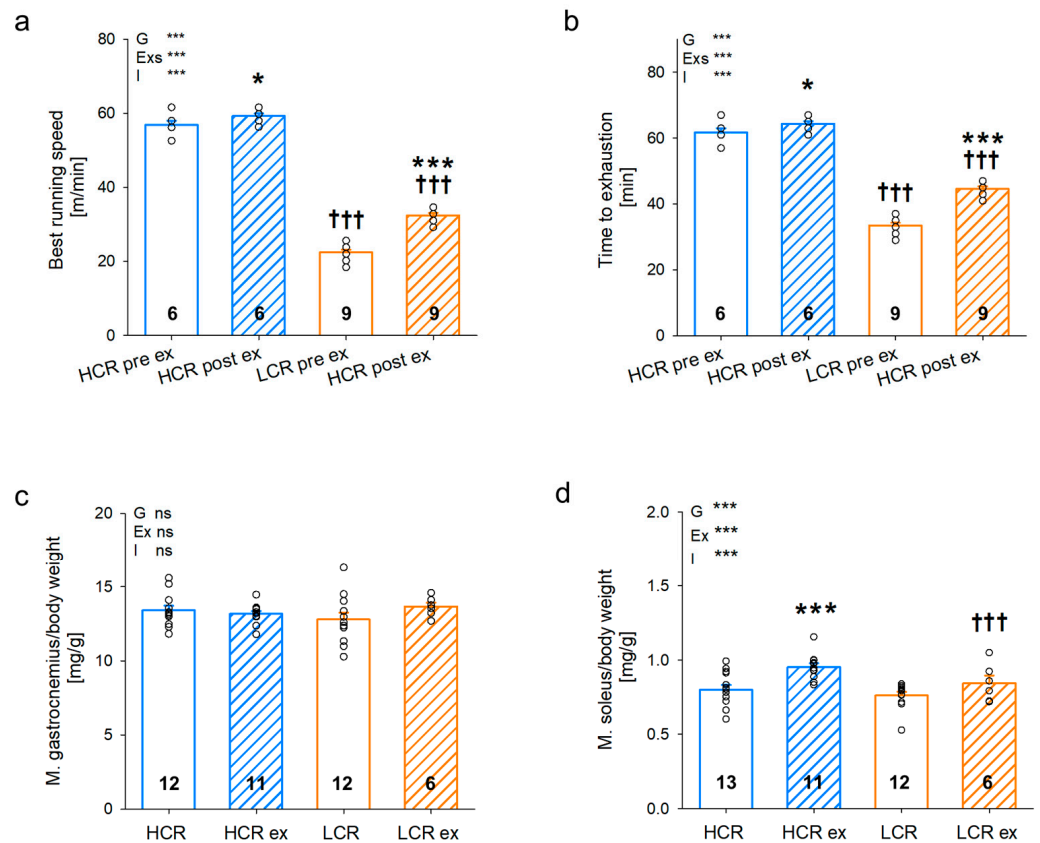 a
80
60
40
20
0
Best running speed
[m/min]
G ***
Exs ***
I ***
*
†††
***
†††
6
6
9
9
HCR pre ex
HCR post ex
LCR pre ex
HCR post ex
b
80
60
40
20
0
Time to exhaustion
[min]
G ***
Exs ***
I ***
*
†††
***
†††
6
6
9
9
HCR pre ex
HCR post ex
LCR pre ex
HCR post ex
c
20
15
10
5
0
M. gastrocnemius/body weight
[mg/g]
G ns
Ex ns
I ns
12
11
12
6
HCR
HCR ex
LCR
LCR ex
d
2.0
1.5
1.0
0.5
0.0
M. soleus/body weight
[mg/g]
G ***
Ex ***
I ***
***
†††
13
11
12
6
HCR
HCR ex
LCR
LCR ex